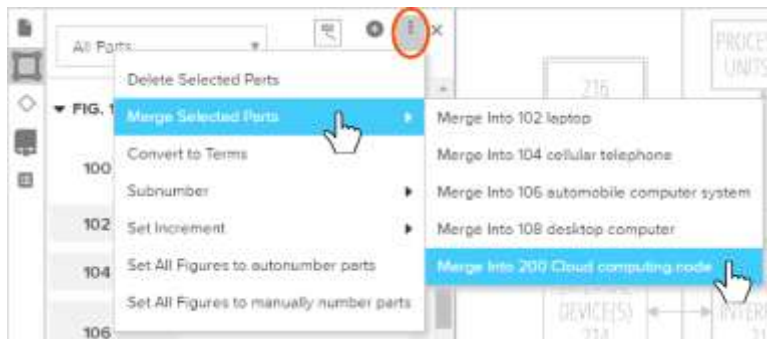 All Parts
PROCE
UNITS
Delete Selected Parts
216
FIG. 1
Merge Selected Parts
Merge Into 102 laptop
100
Convert to Terms
Merge Into 104 cellular telephone
Subnumber
Merge Into 106 automobile computer system
102
Set Increment
Merge Into 108 desktop computer
104
Set All Figures to autonumber parts
Merge Into 200 Cloud computing node
Set All Figures to manually number parts
DEVICE(S)
INTER
106
214